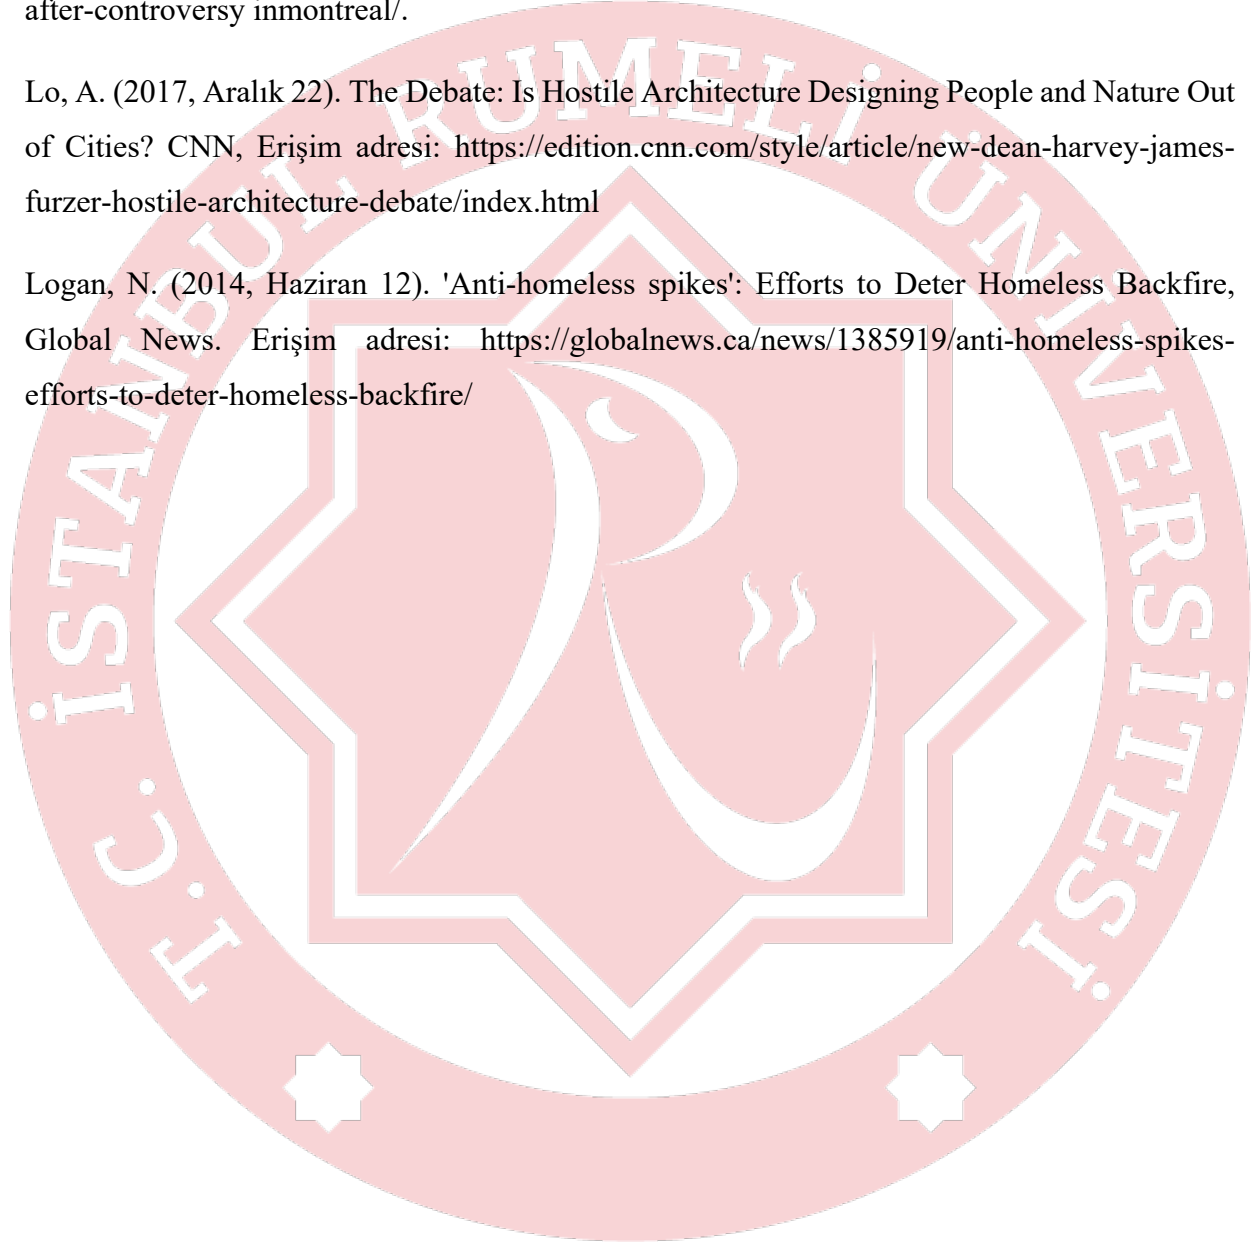 after-controversy inmontreal/.
Lo, A. (2017, Aralık 22). The Debate: Is Hostile Architecture Designing People and Nature Out
of Cities? CNN, Erişim adresi: https://edition.cnn.com/style/article/new-dean-harvey-james-
furzer-hostile-architecture-debate/index.html
Logan, N. (2014, Haziran 12). 'Anti-homeless spikes': Efforts to Deter Homeless Backfire,
Global News. Erişim adresi: https://globalnews.ca/news/1385919/anti-homeless-spikes-
efforts-to-deter-homeless-backfire/
T.C. İSTANBUL RUMELİ ÜNİVERSİTESİ